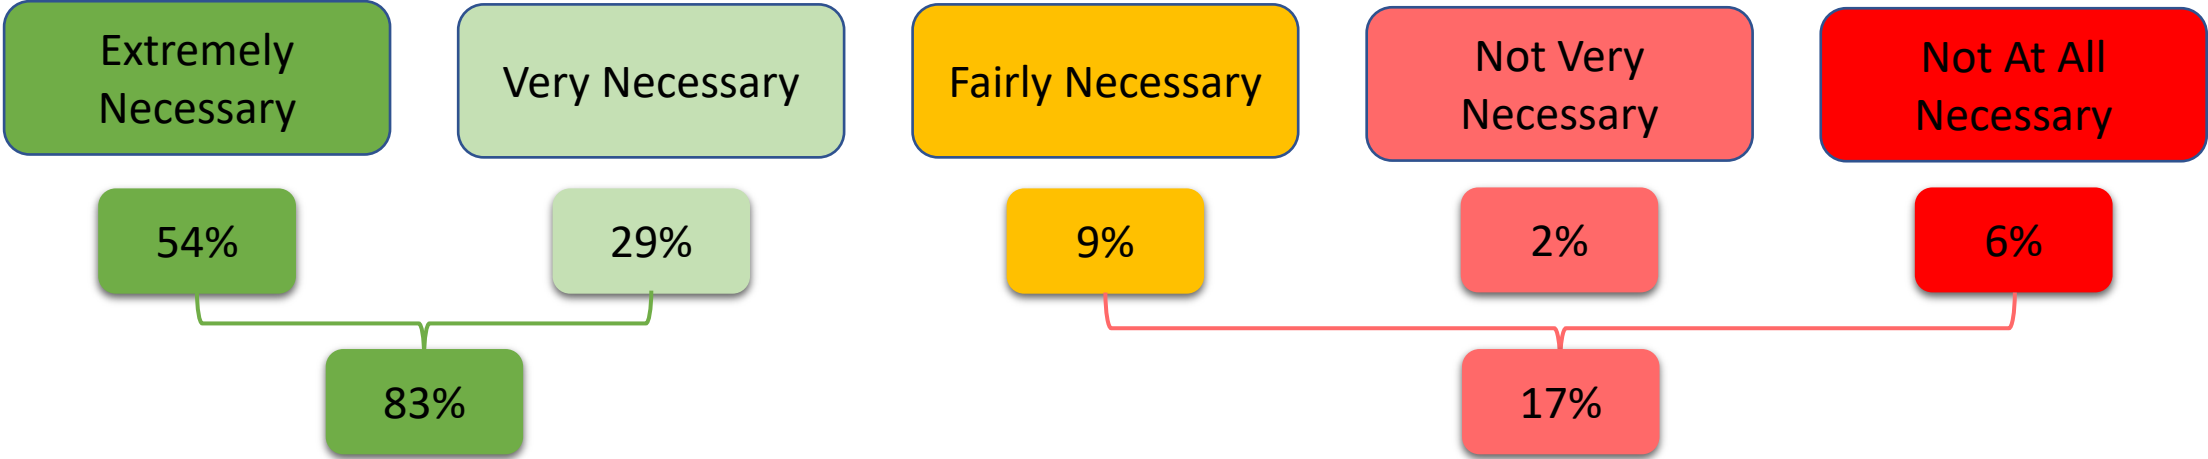 Extremely
Necessary
Very Necessary
Fairly Necessary
Not Very
Necessary
Not At All
Necessary
54%
29%
9%
2%
6%
83%
17%